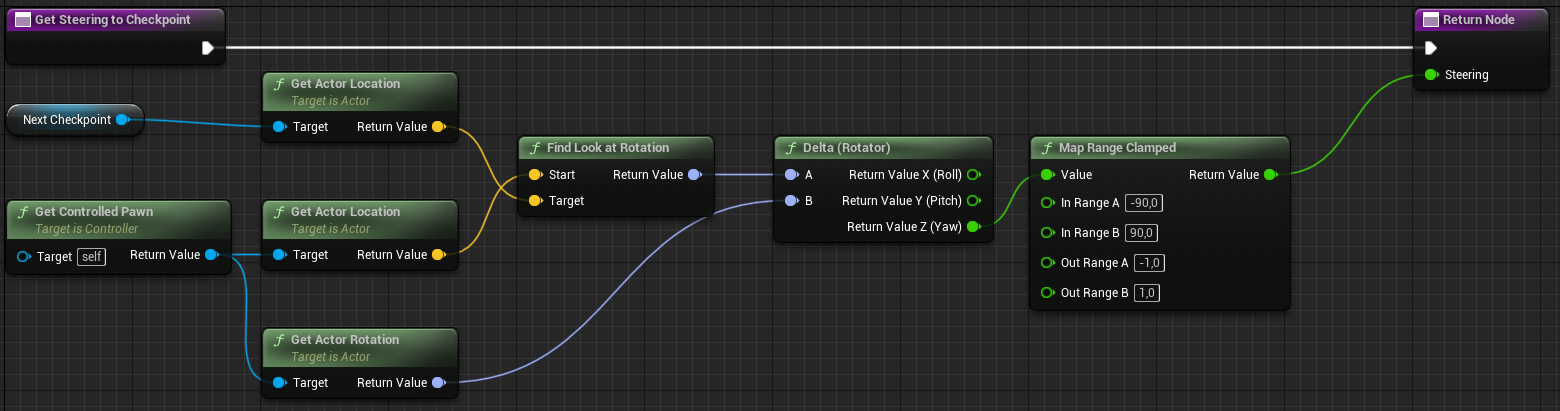 Get Steering to Checkpoint
Return Node
Steering
Next Checkpoint
ƒ Get Actor Location
Target is Actor
Target Return Value
ƒ Get Controlled Pawn
Target is Controller
Target self Return Value
ƒ Get Actor Location
Target is Actor
Target Return Value
ƒ Get Actor Rotation
Target is Actor
Target Return Value
ƒ Find Look at Rotation
Start Return Value
Target
ƒ Delta (Rotator)
A Return Value X (Roll)
B Return Value Y (Pitch)
Return Value Z (Yaw)
ƒ Map Range Clamped
Value Return Value
In Range A -90,0
In Range B 90,0
Out Range A -1,0
Out Range B 1,0